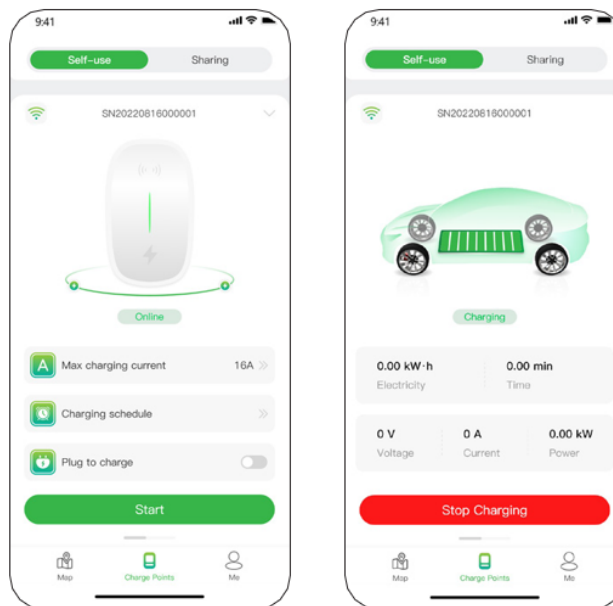 9:41
Self-use Sharing
SN20220816000001
Online
A Max charging current 16A
Charging schedule
Plug to charge
Start
Map Charge Points Me
9:41
Self-use Sharing
SN20220816000001
Charging
0.00 kW·h 0.00 min
Electricity Time
0 V 0 A 0.00 kW
Voltage Current Power
Stop Charging
Map Charge Points Me